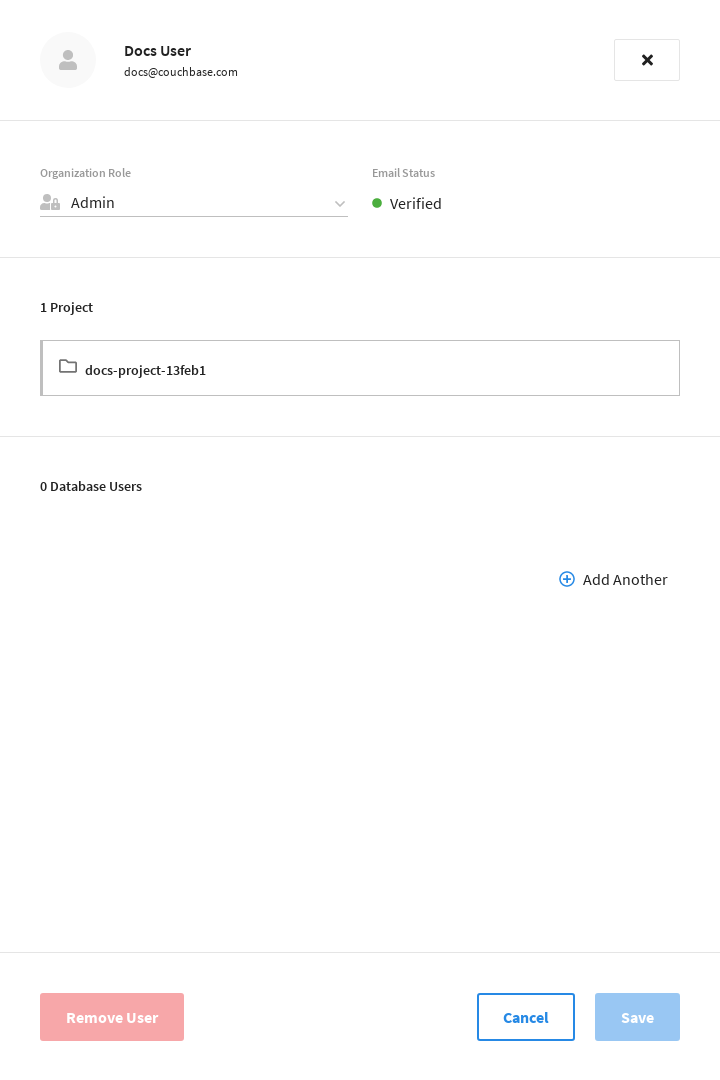 Docs User
docs@couchbase.com
Organization Role
Email Status
Admin
Verified
1 Project
docs-project-13feb1
0 Database Users
Add Another
Remove User
Cancel
Save